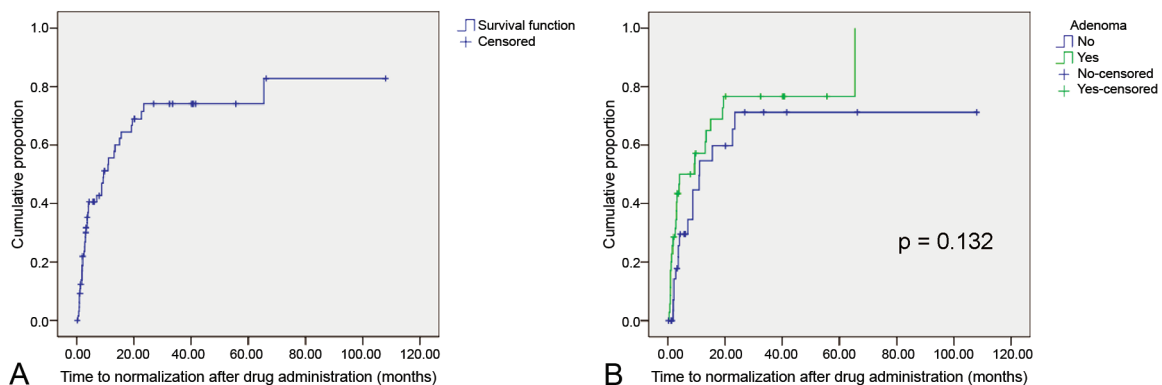 1.0
0.8
0.6
0.4
0.2
0.0
Cumulative proportion
0.00 20.00 40.00 60.00 80.00 100.00 120.00
Time to normalization after drug administration (months)
Survival function
Censored
A
1.0
0.8
0.6
0.4
0.2
0.0
Cumulative proportion
p = 0.132
0.00 20.00 40.00 60.00 80.00 100.00 120.00
Time to normalization after drug administration (months)
Adenoma
No
Yes
No-censored
Yes-censored
B